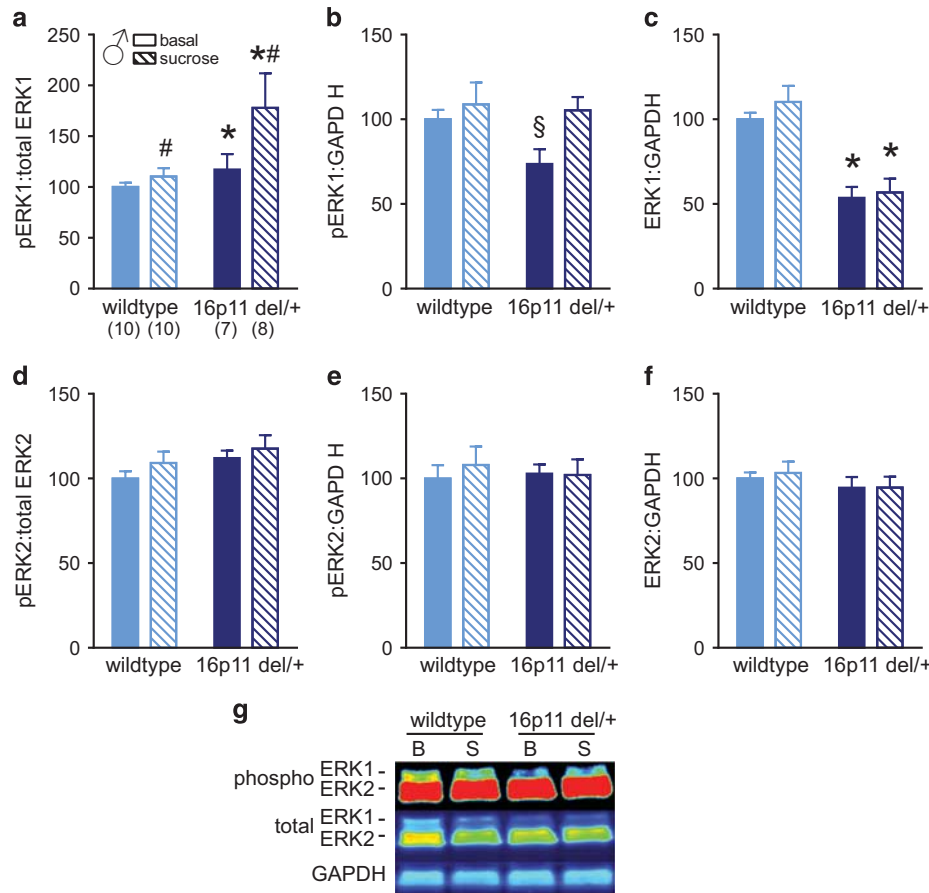 a
pERK1:total ERK1
250
200
150
100
50
0
♂ basal
sucrose
#
*
*#
wildtype 16p11 del/+
(10) (10) (7) (8)
b
pERK1:GAPD H
150
100
50
0
§
wildtype 16p11 del/+
c
ERK1:GAPDH
150
100
50
0
* *
wildtype 16p11 del/+
d
pERK2:total ERK2
150
100
50
0
wildtype 16p11 del/+
e
pERK2:GAPD H
150
100
50
0
wildtype 16p11 del/+
f
ERK2:GAPDH
150
100
50
0
wildtype 16p11 del/+
g
wildtype 16p11 del/+
B S B S
phospho ERK1 -
ERK2 -
total ERK1 -
ERK2 -
GAPDH